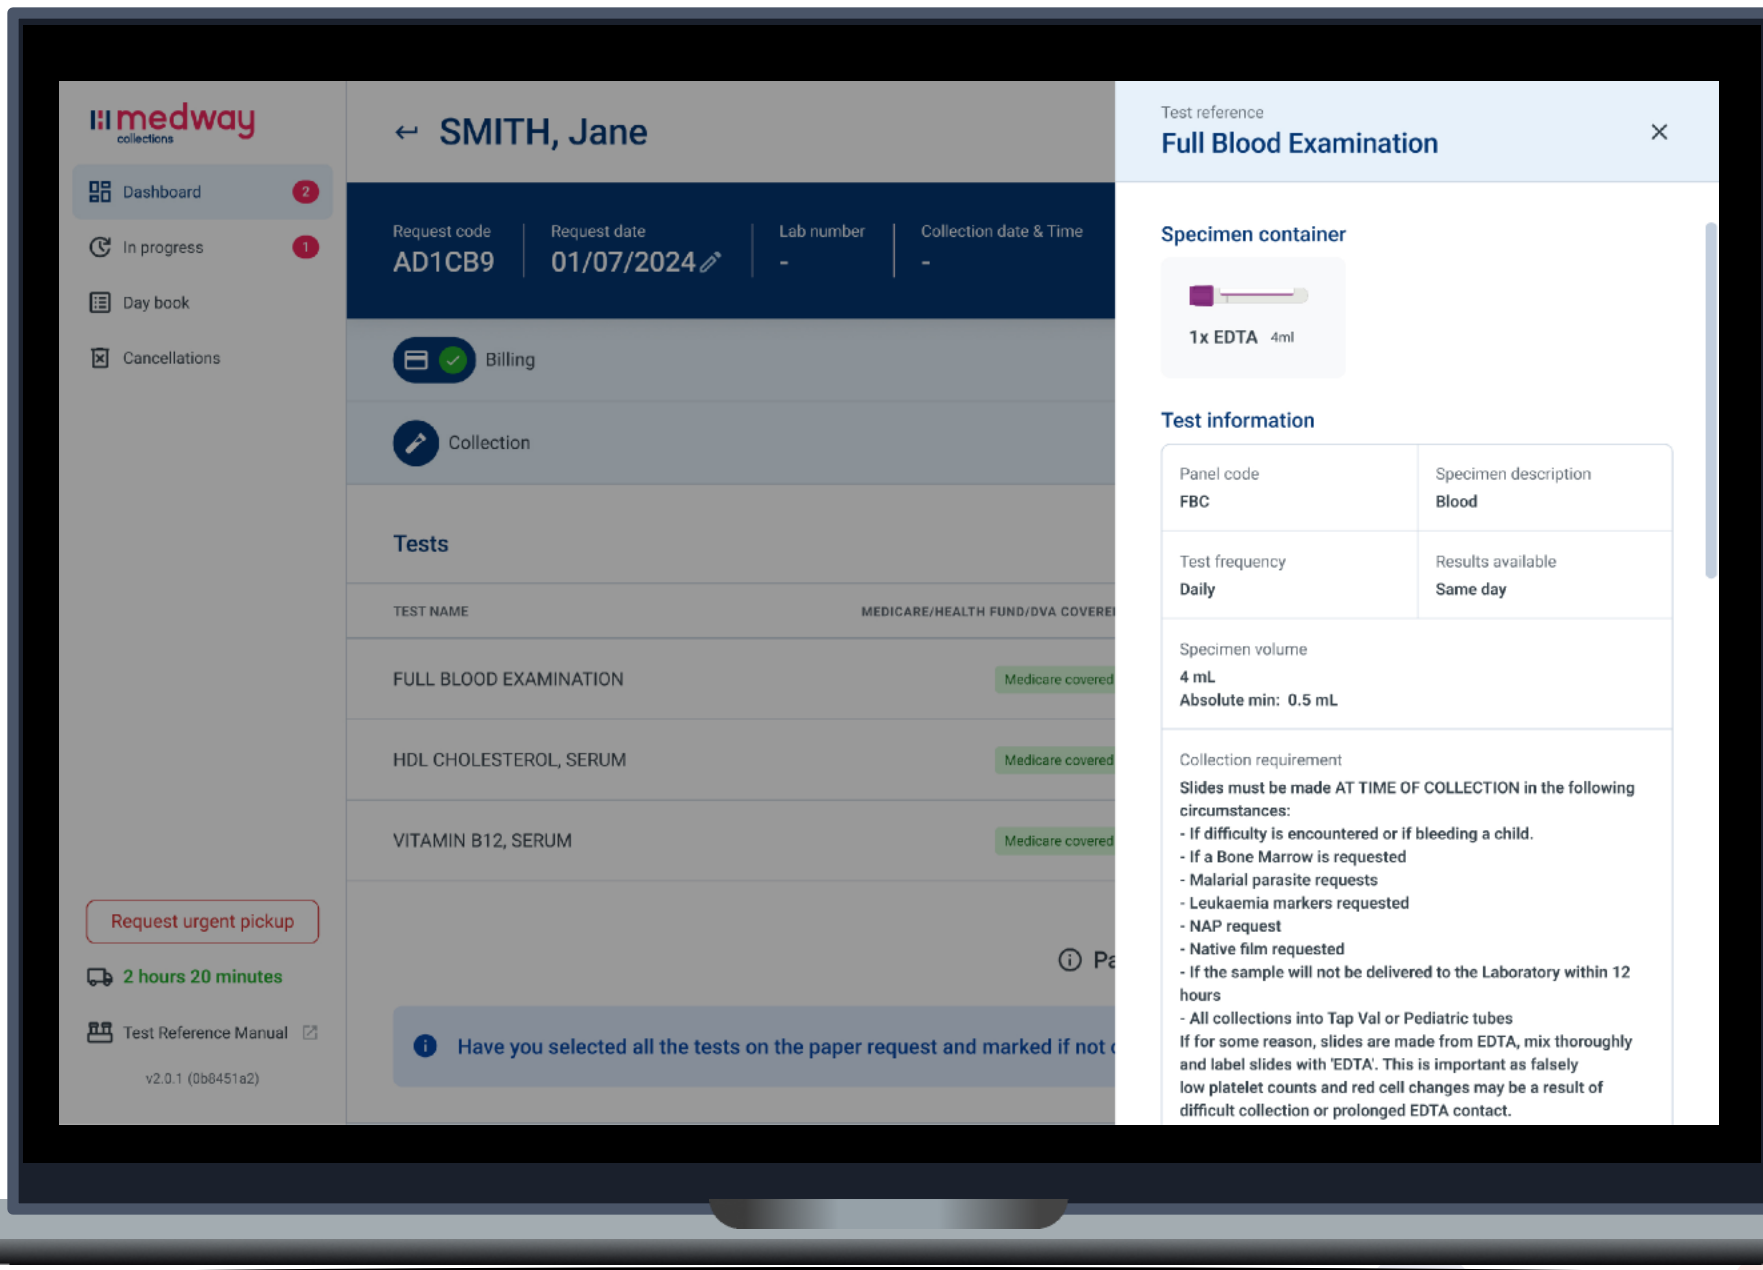 medway
collections
Dashboard
2
In progress
1
Day book
Cancellations
Request urgent pickup
2 hours 20 minutes
Test Reference Manual
v2.0.1 (0b8451a2)
SMITH, Jane
Request code
AD1CB9
Request date
01/07/2024
Lab number
-
Collection date & Time
-
Billing
Collection
Tests
TEST NAME
MEDICARE/HEALTH FUND/DVA COVERE
FULL BLOOD EXAMINATION
Medicare covered
HDL CHOLESTEROL, SERUM
Medicare covered
VITAMIN B12, SERUM
Medicare covered
Pa
Have you selected all the tests on the paper request and marked if not
Test reference
Full Blood Examination
Specimen container
1x EDTA 4ml
Test information
Panel code
FBC
Specimen description
Blood
Test frequency
Daily
Results available
Same day
Specimen volume
4 mL
Absolute min: 0.5 mL
Collection requirement
Slides must be made AT TIME OF COLLECTION in the following
circumstances:
- If difficulty is encountered or if bleeding a child.
- If a Bone Marrow is requested
- Malarial parasite requests
- Leukaemia markers requested
- NAP request
- Native film requested
- If the sample will not be delivered to the Laboratory within 12
hours
- All collections into Tap Val or Pediatric tubes
If for some reason, slides are made from EDTA, mix thoroughly
and label slides with 'EDTA'. This is important as falsely
low platelet counts and red cell changes may be a result of
difficult collection or prolonged EDTA contact.